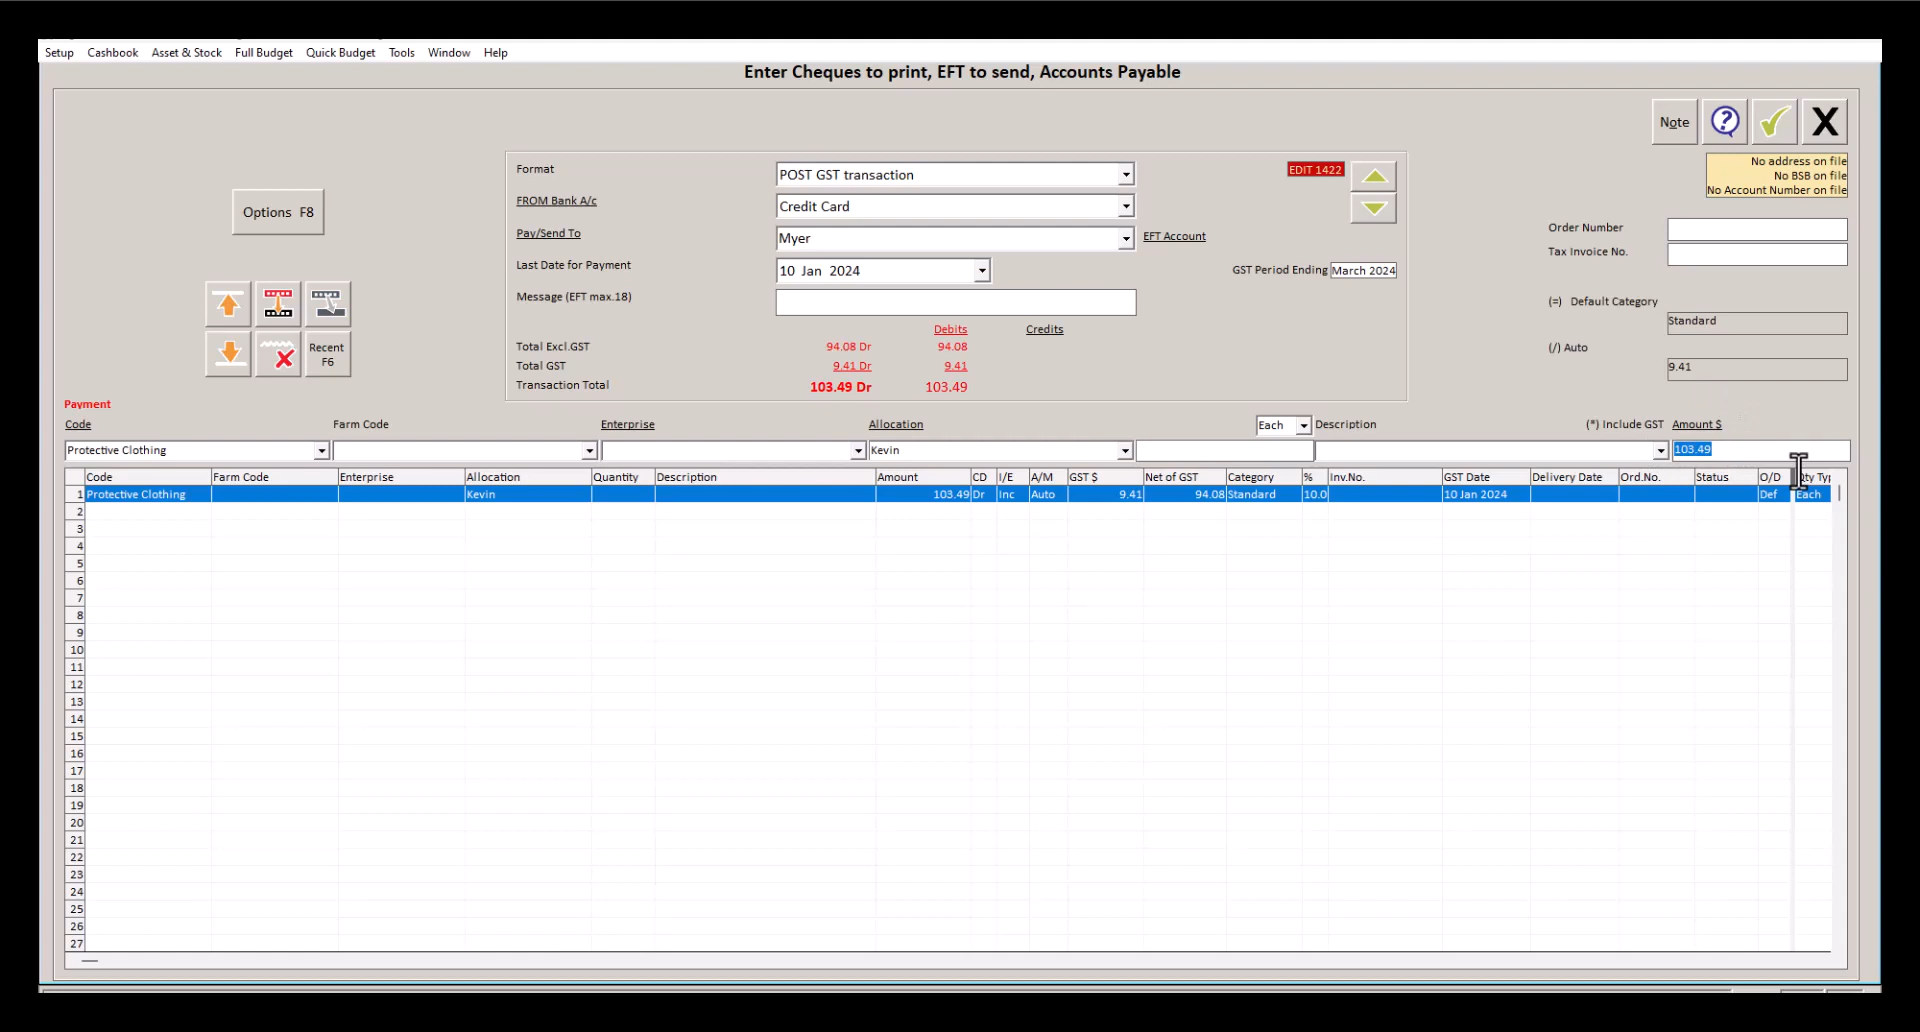 Setup Cashbook Asset & Stock Full Budget Quick Budget Tools Window Help
Enter Cheques to print, EFT to send, Accounts Payable
Note
No address on file
No BSB on file
No Account Number on file
Options F8
Recent
F6
Format POST GST transaction EDIT 1422
FROM Bank A/c Credit Card
Pay/Send To Myer EFT Account
Last Date for Payment 10 Jan 2024 GST Period Ending March 2024
Message (EFT max.18)
Debits Credits
Total Excl.GST 94.08 Dr 94.08
Total GST 9.41 Dr 9.41
Transaction Total 103.49 Dr 103.49
Order Number
Tax Invoice No.
(=) Default Category
Standard
(/) Auto
9.41
Payment
Code Farm Code Enterprise Allocation Each Description (*) Include GST Amount $
Protective Clothing Kevin 103.49
Code Farm Code Enterprise Allocation Quantity Description Amount CD I/E A/M GST $ Net of GST Category % Inv.No. GST Date Delivery Date Ord.No. Status O/D Qty Typ
1 Protective Clothing Kevin 103.49 Dr Inc Auto 9.41 94.08 Standard 10.0 10 Jan 2024 Def Each
2
3
4
5
6
7
8
9
10
11
12
13
14
15
16
17
18
19
20
21
22
23
24
25
26
27